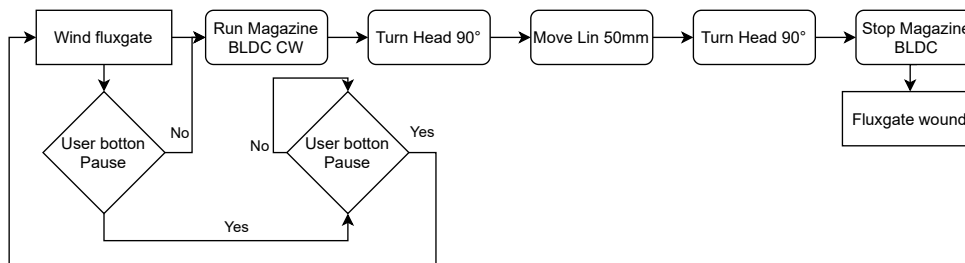 Wind fluxgate
Run Magazine
BLDC CW
Turn Head 90°
Move Lin 50mm
Turn Head 90°
Stop Magazine
BLDC
User botton
Pause
No
No
User botton
Pause
Yes
Fluxgate wound
Yes